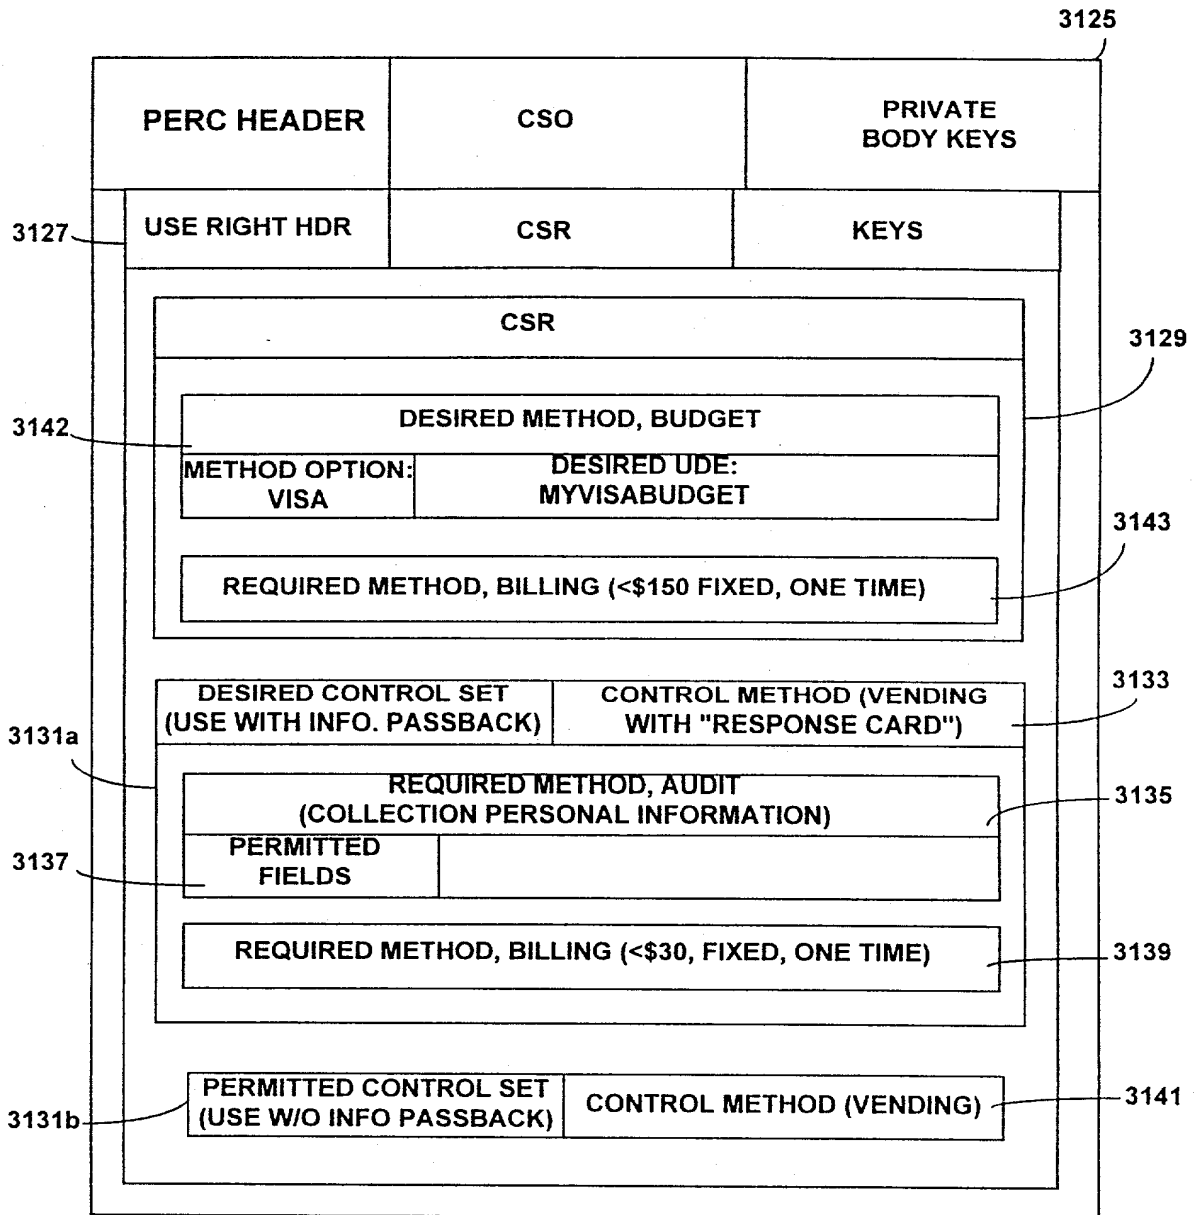 3125
PERC HEADER
CSO
PRIVATE
BODY KEYS
3127
USE RIGHT HDR
CSR
KEYS
CSR
3129
3142
DESIRED METHOD, BUDGET
METHOD OPTION:
VISA
DESIRED UDE:
MYVISABUDGET
3143
REQUIRED METHOD, BILLING (<$150 FIXED, ONE TIME)
DESIRED CONTROL SET
(USE WITH INFO. PASSBACK)
CONTROL METHOD (VENDING
WITH "RESPONSE CARD")
3133
3131a
REQUIRED METHOD, AUDIT
(COLLECTION PERSONAL INFORMATION)
3135
3137
PERMITTED
FIELDS
REQUIRED METHOD, BILLING (<$30, FIXED, ONE TIME)
3139
3131b
PERMITTED CONTROL SET
(USE W/O INFO PASSBACK)
CONTROL METHOD (VENDING)
3141